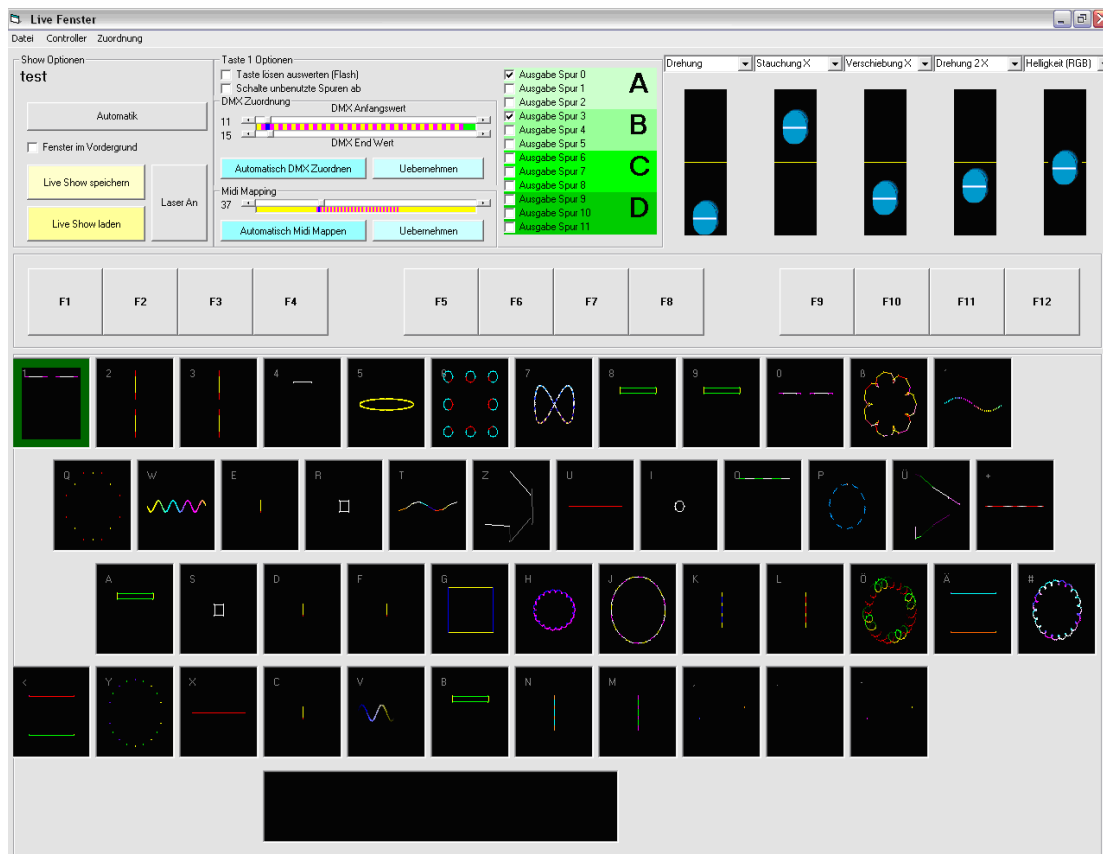 Live Fenster
Datei Controller Zuordnung
Show Optionen
test
Automatik
Fenster im Vordergrund
Live Show speichern
Live Show laden
Laser An
Taste 1 Optionen
Taste lösen auswerten (Flash)
Schalte unbenutzte Spuren ab
DMX Zuordnung
DMX Anfangswert
11
15
DMX End Wert
Automatisch DMX Zuordnen Uebernehmen
Midi Mapping
37
Automatisch Midi Mappen Uebernehmen
Ausgabe Spur 0
Ausgabe Spur 1
Ausgabe Spur 2
A
Ausgabe Spur 3
Ausgabe Spur 4
Ausgabe Spur 5
B
Ausgabe Spur 6
Ausgabe Spur 7
Ausgabe Spur 8
C
Ausgabe Spur 9
Ausgabe Spur 10
Ausgabe Spur 11
D
Drehung Stauchung X Verschiebung X Drehung 2 X Helligkeit (RGB)
F1 F2 F3 F4 F5 F6 F7 F8 F9 F10 F11 F12
1 2 3 4 5 6 7 8 9 0 ß ´
Q W E R T Z U I O P Ü +
A S D F G H J K L Ö Ä #
< Y X C V B N M , . -